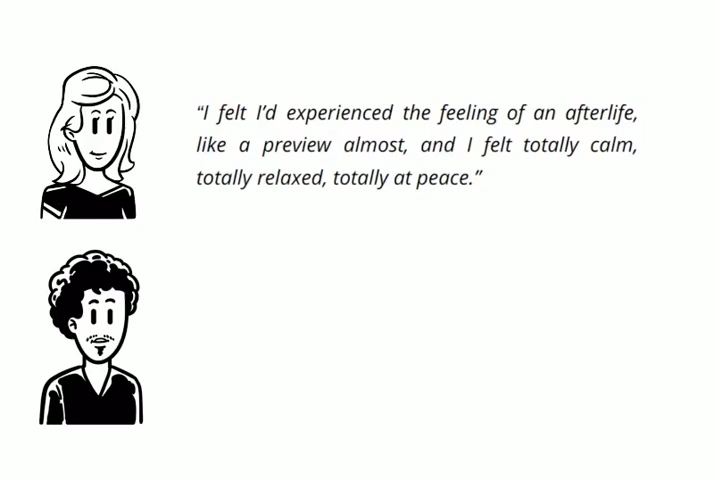 “I felt I’d experienced the feeling of an afterlife,
like a preview almost, and I felt totally calm,
totally relaxed, totally at peace.”